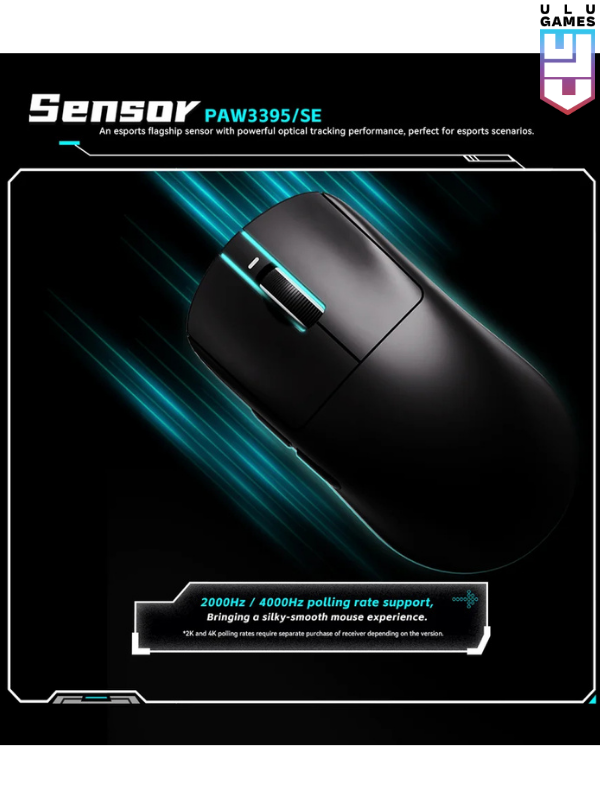 U L U
GAMES
Sensor PAW3395/SE
An esports flagship sensor with powerful optical tracking performance, perfect for esports scenarios.
2000Hz / 4000Hz polling rate support,
Bringing a silky-smooth mouse experience.
*2K and 4K polling rates require separate purchase of receiver depending on the version.